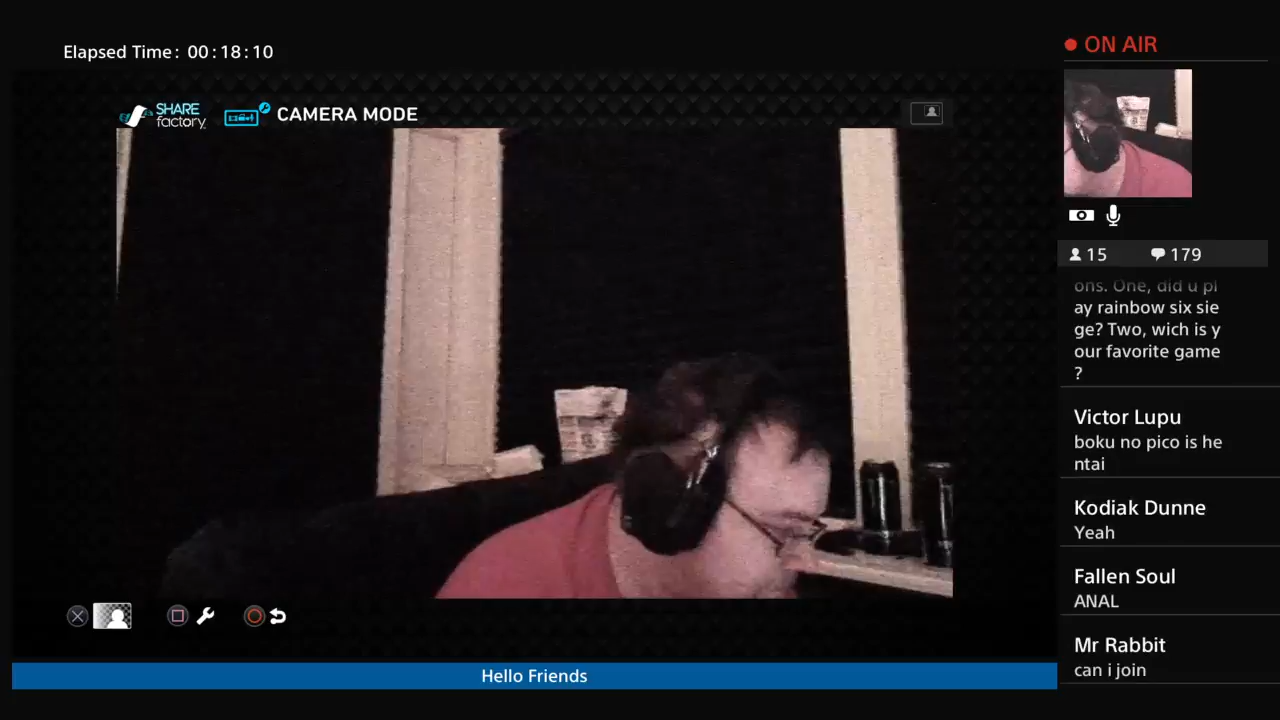 Elapsed Time: 00:18:10
ON AIR
SHARE
factory
CAMERA MODE
15 179
ons. One, did u pl
ay rainbow six sie
ge? Two, wich is y
our favorite game
?
Victor Lupu
boku no pico is he
ntai
Kodiak Dunne
Yeah
Fallen Soul
ANAL
Mr Rabbit
can i join
Hello Friends